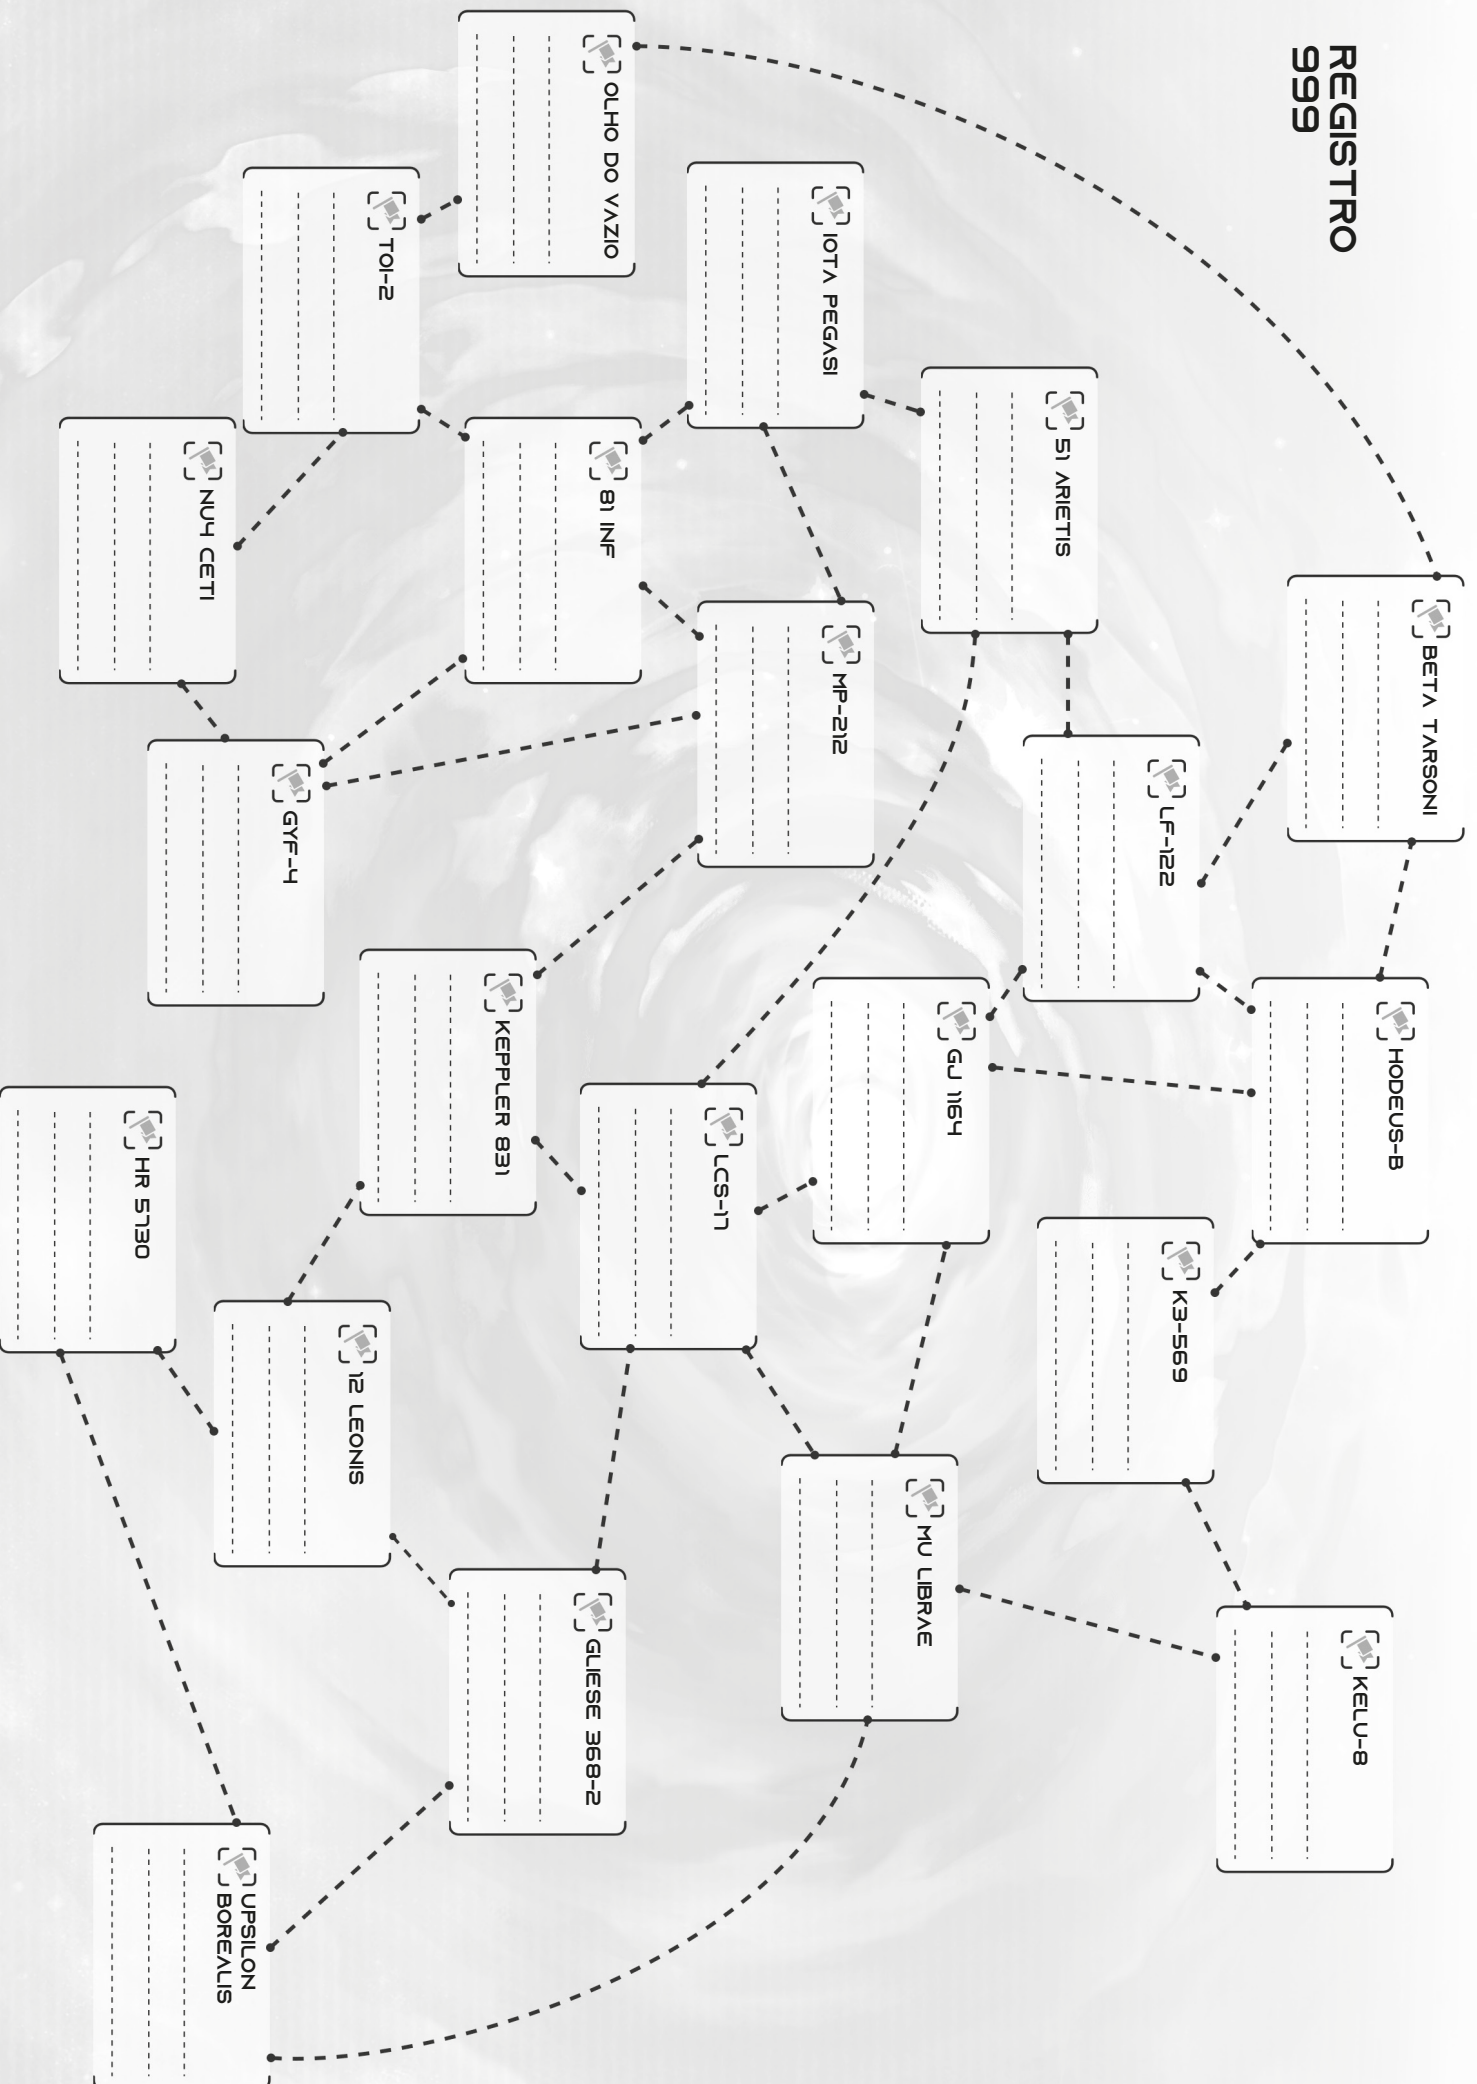 REGISTRO
999
OLHO DO VAZIO
IOTA PEGASI
TOI-2
51 ARIETIS
81 INF
NU4 CETI
BETA TARSONI
MP-212
LF-122
GYF-4
HODEUS-B
GJ 1164
KEPPLER 831
LCS-17
HR 5730
K3-569
12 LEONIS
MU LIBRAE
GLIESE 368-2
KELU-8
UPSILON
BOREALIS